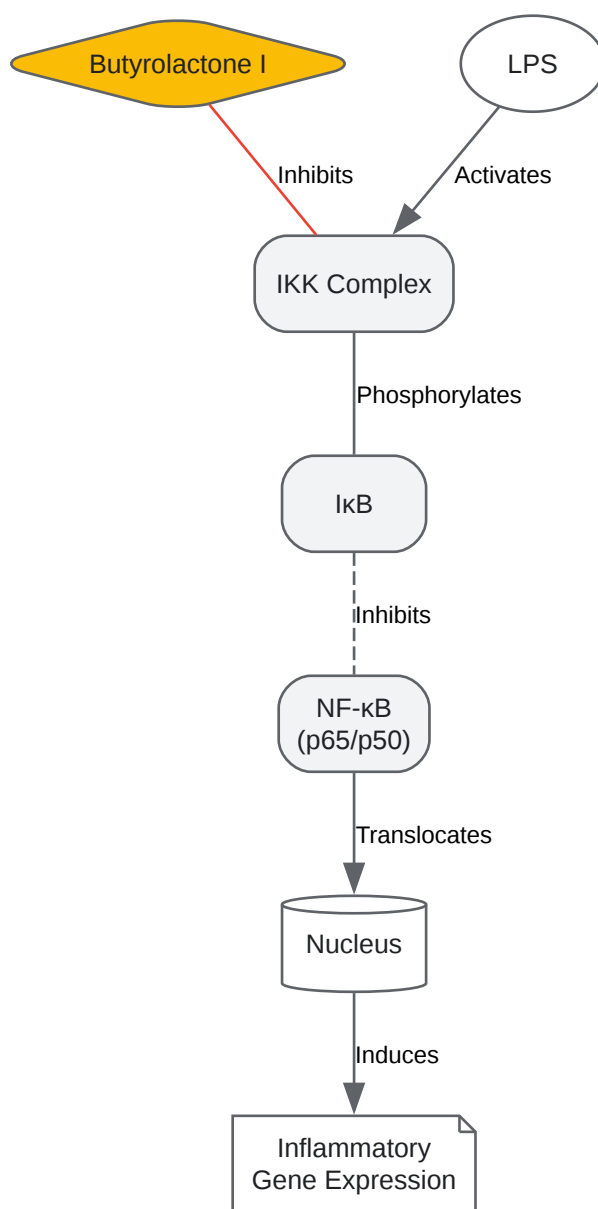 Butyrolactone I
LPS
Inhibits
Activates
IKK Complex
Phosphorylates
IκB
Inhibits
NF-κB
(p65/p50)
Translocates
Nucleus
Induces
Inflammatory
Gene Expression